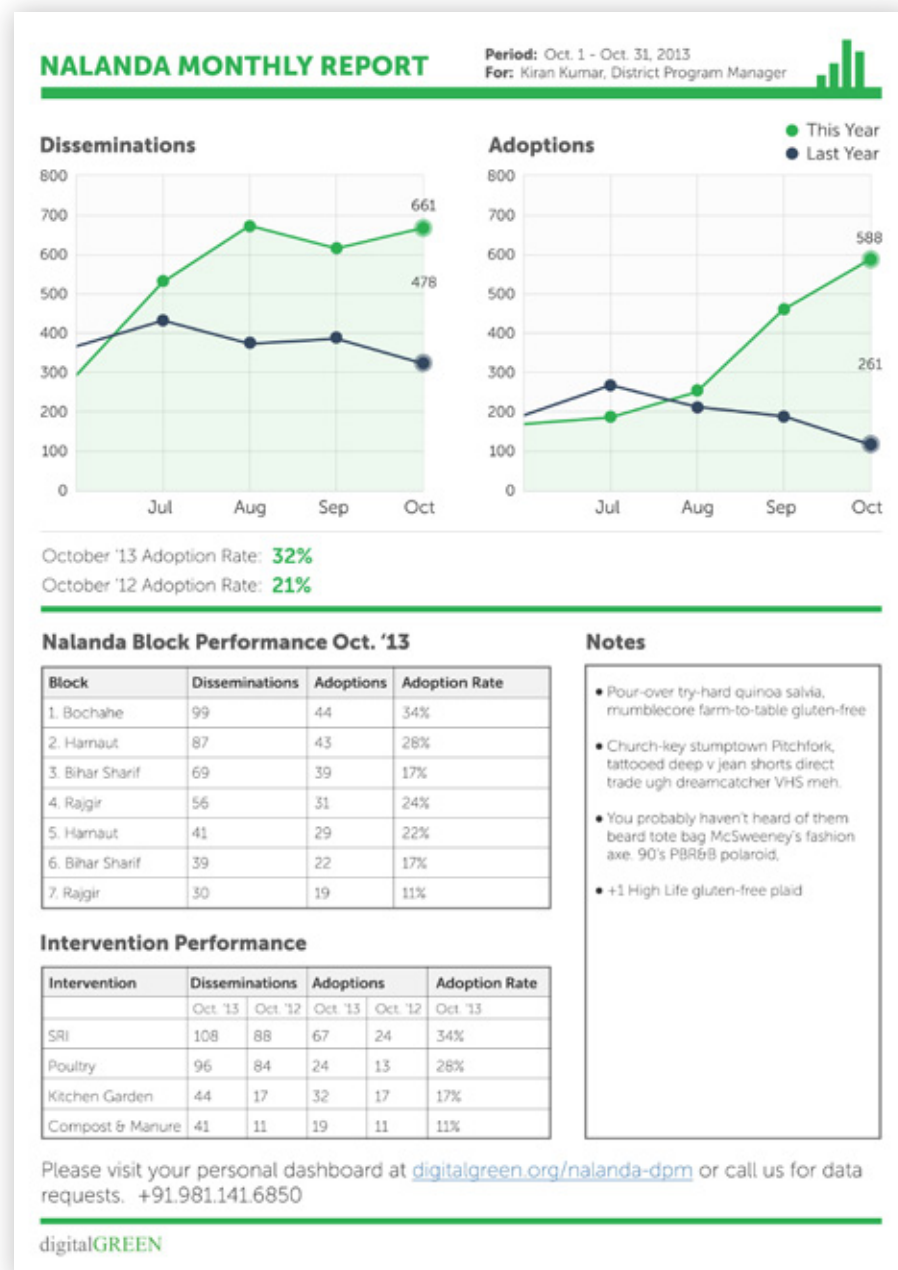 NALANDA MONTHLY REPORT
Period: Oct. 1 - Oct. 31, 2013
For: Kiran Kumar, District Program Manager
Disseminations
Adoptions
This Year
Last Year
800
700
600
500
400
300
200
100
0
661
478
Jul Aug Sep Oct
800
700
600
500
400
300
200
100
0
588
261
Jul Aug Sep Oct
October '13 Adoption Rate: 32%
October '12 Adoption Rate: 21%
Nalanda Block Performance Oct. '13
Block Disseminations Adoptions Adoption Rate
1. Bochahe 99 44 34%
2. Harnaut 87 43 28%
3. Bihar Sharif 69 39 17%
4. Rajgir 56 31 24%
5. Harnaut 41 29 22%
6. Bihar Sharif 39 22 17%
7. Rajgir 30 19 11%
Notes
• Pour-over try-hard quinoa salvia,
mumblecore farm-to-table gluten-free
• Church-key stumptown Pitchfork,
tattooed deep v jean shorts direct
trade ugh dreamcatcher VHS meh.
• You probably haven't heard of them
beard tote bag McSweeney's fashion
axe. 90's PBR&B polaroid,
• +1 High Life gluten-free plaid
Intervention Performance
Intervention Disseminations Adoptions Adoption Rate
Oct. '13 Oct. '12 Oct. '13 Oct. '12 Oct. '13
SRI 108 88 67 24 34%
Poultry 96 84 24 13 28%
Kitchen Garden 44 17 32 17 17%
Compost & Manure 41 11 19 11 11%
Please visit your personal dashboard at digitalgreen.org/nalanda-dpm or call us for data
requests. +91.981.141.6850
digitalGREEN